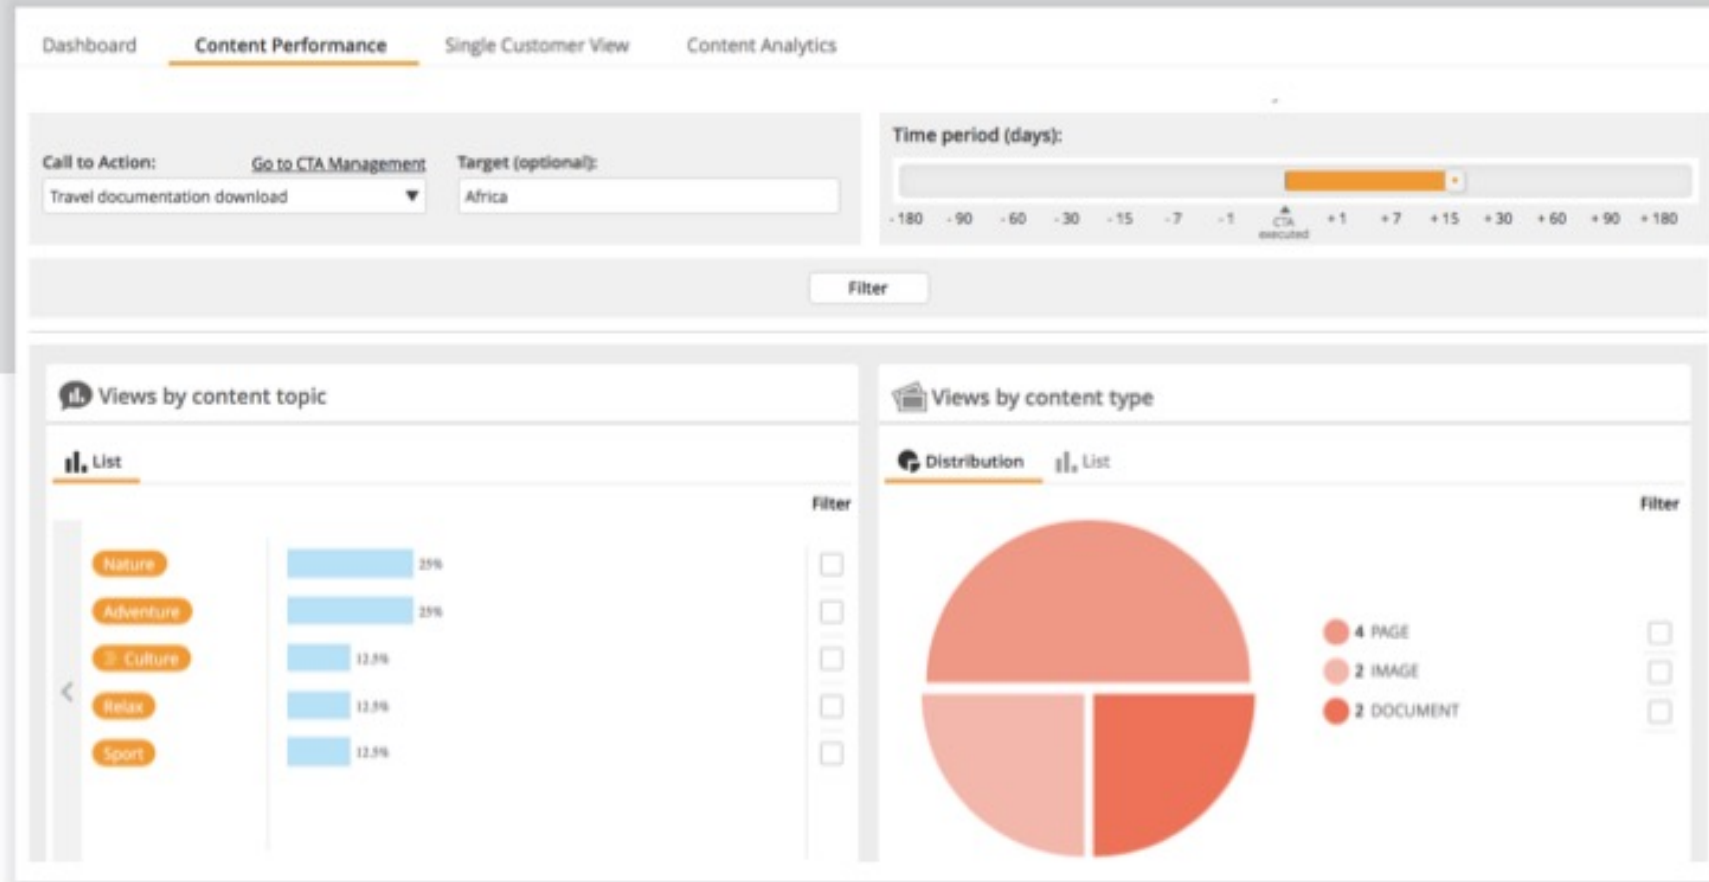 Dashboard Content Performance Single Customer View Content Analytics
Call to Action: Go to CTA Management Target (optional):
Travel documentation download Africa
Time period (days):
- 180 - 90 - 60 - 30 - 15 - 7 - 1 CTA executed + 1 + 7 + 15 + 30 + 60 + 90 + 180
Filter
Views by content topic
List
Filter
Nature 25%
Adventure 25%
Culture 12.5%
Relax 12.5%
Sport 12.5%
Views by content type
Distribution List
Filter
4 PAGE
2 IMAGE
2 DOCUMENT